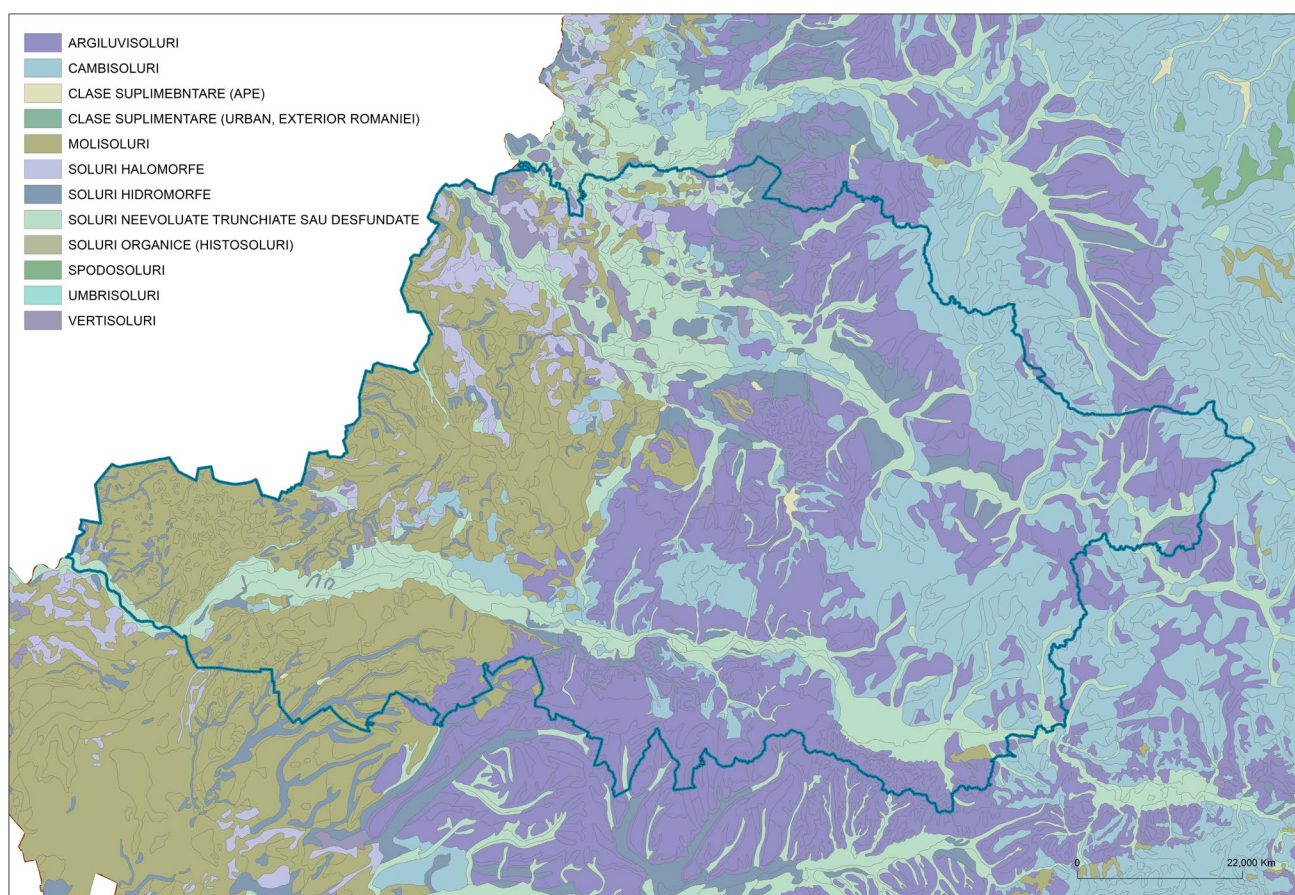 ARGILUVISOLURI
CAMBISOLURI
CLASE SUPLIMEBNTARE (APE)
CLASE SUPLIMENTARE (URBAN, EXTERIOR ROMANIEI)
MOLISOLURI
SOLURI HALOMORFE
SOLURI HIDROMORFE
SOLURI NEEVOLUATE TRUNCHIATE SAU DESFUNDATE
SOLURI ORGANICE (HISTOSOLURI)
SPODOSOLURI
UMBRISOLURI
VERTISOLURI
0 22,000 Km